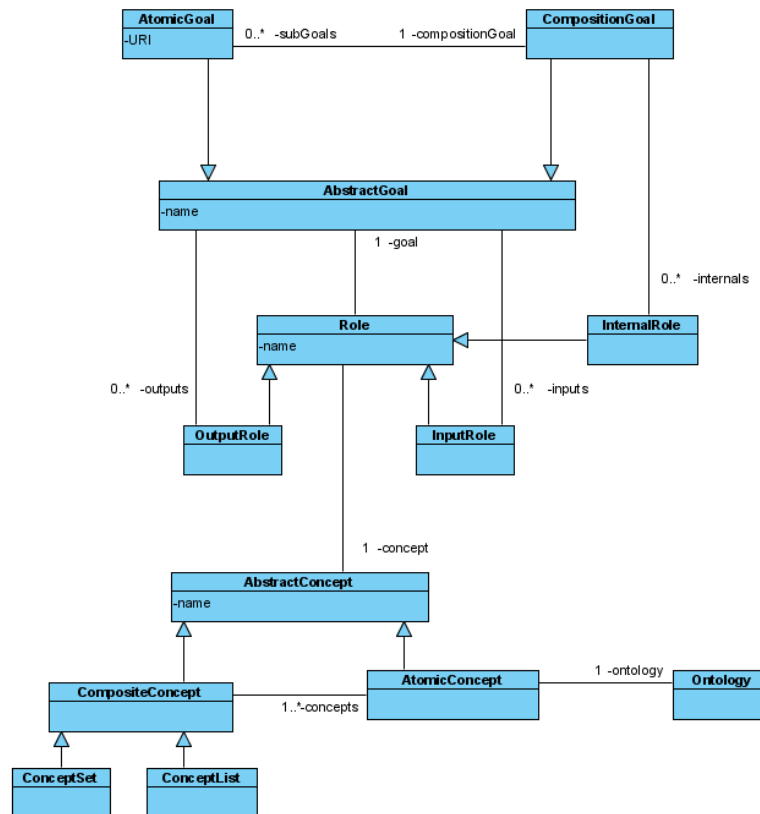 AtomicGoal
-URI
0..* -subGoals
1 -compositionGoal
CompositionGoal
AbstractGoal
-name
1 -goal
0..* -internals
Role
-name
InternalRole
0..* -outputs
0..* -inputs
OutputRole
InputRole
1 -concept
AbstractConcept
-name
CompositeConcept
1..*-concepts
AtomicConcept
1 -ontology
Ontology
ConceptSet
ConceptList